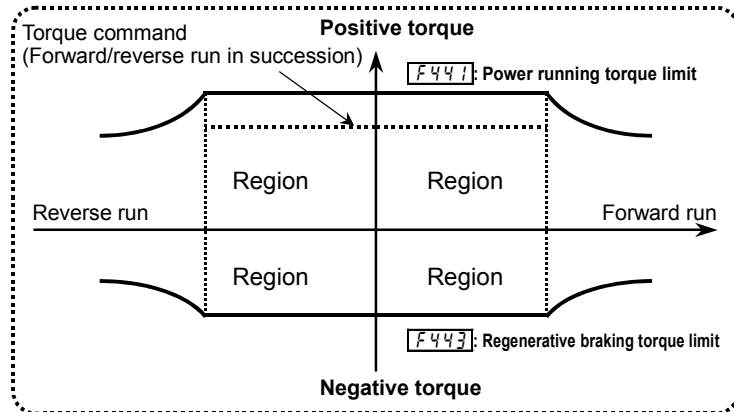 Torque command
(Forward/reverse run in succession)
Positive torque
F441: Power running torque limit
Region Region
Reverse run Forward run
Region Region
F443: Regenerative braking torque limit
Negative torque